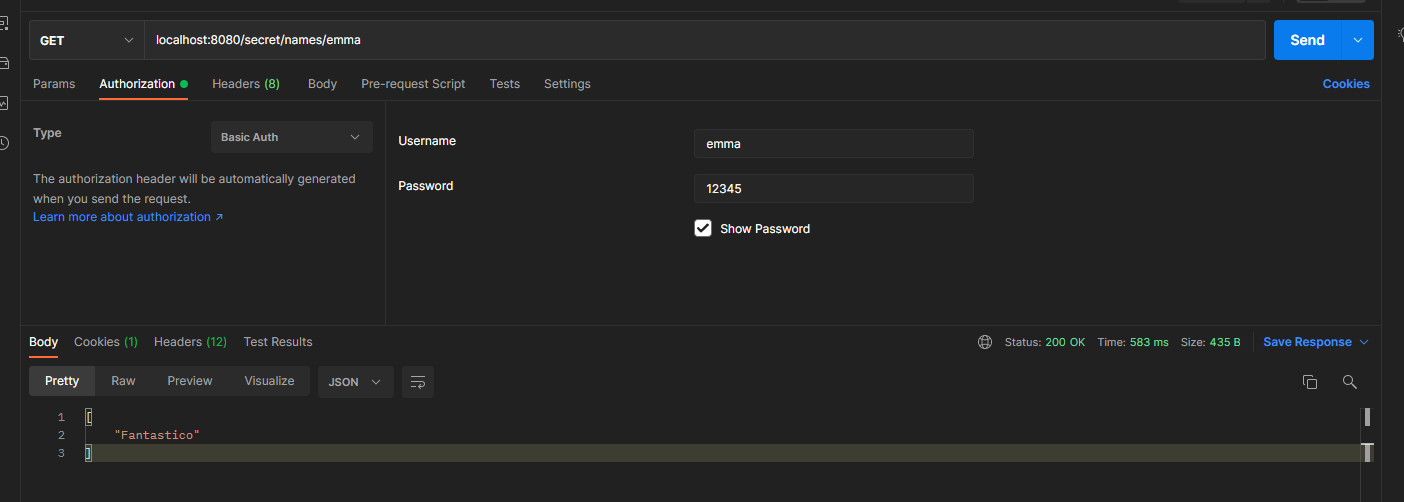 GET localhost:8080/secret/names/emma Send
Params Authorization Headers (8) Body Pre-request Script Tests Settings Cookies
Type Basic Auth
Username emma
The authorization header will be automatically generated
when you send the request.
Learn more about authorization ↗
Password 12345
Show Password
Body Cookies (1) Headers (12) Test Results Status: 200 OK Time: 583 ms Size: 435 B Save Response
Pretty Raw Preview Visualize JSON
1 [
2 "Fantastico"
3 ]